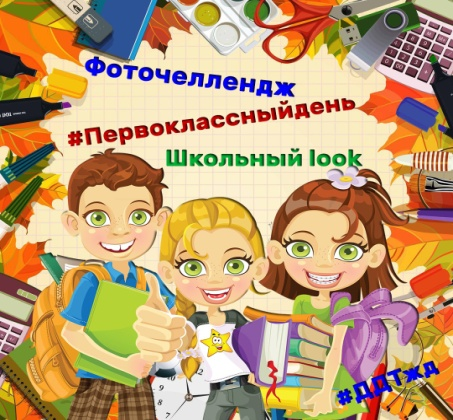 Фоточеллендж
#Первоклассныйдень
Школьный look
#ДДТжд